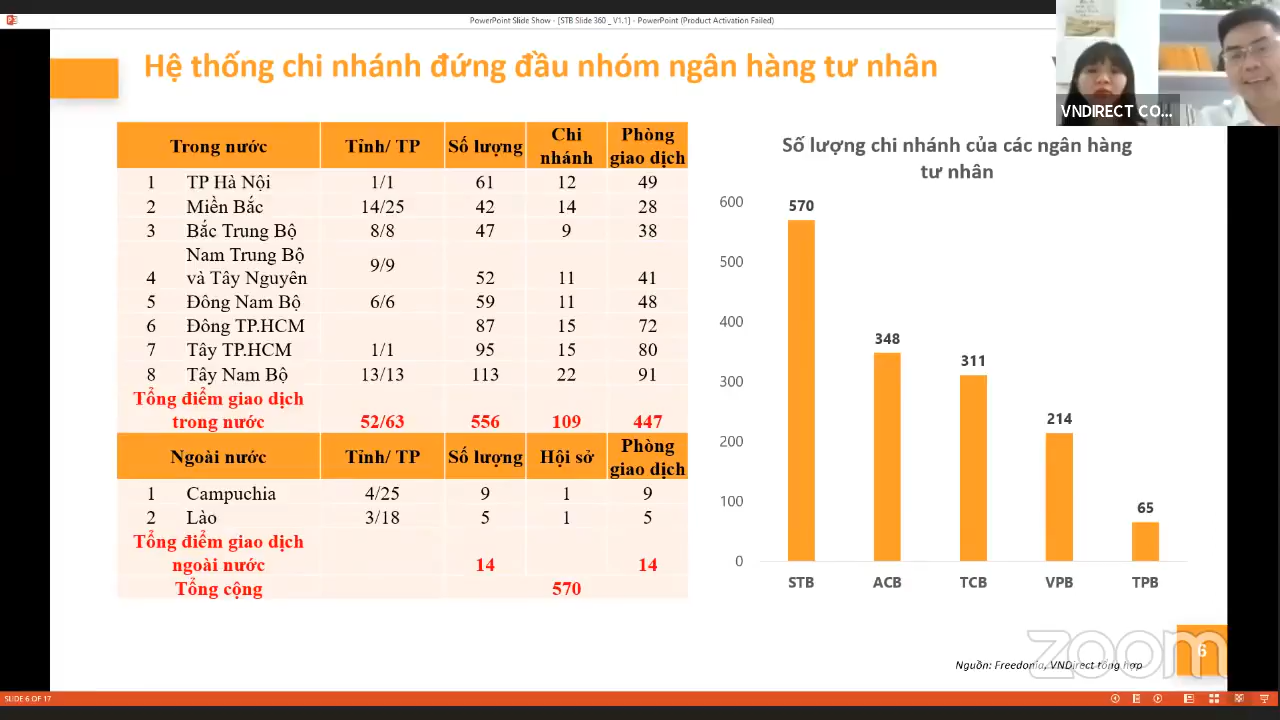 PowerPoint Slide Show - [STB Slide 360 _ V1.1] - PowerPoint (Product Activation Failed)
Hệ thống chi nhánh đứng đầu nhóm ngân hàng tư nhân
VNDIRECT CO...
Trong nước Tỉnh/ TP Số lượng Chi nhánh Phòng giao dịch
1 TP Hà Nội 1/1 61 12 49
2 Miền Bắc 14/25 42 14 28
3 Bắc Trung Bộ 8/8 47 9 38
4 Nam Trung Bộ và Tây Nguyên 9/9 52 11 41
5 Đông Nam Bộ 6/6 59 11 48
6 Đông TP.HCM 87 15 72
7 Tây TP.HCM 1/1 95 15 80
8 Tây Nam Bộ 13/13 113 22 91
Tổng điểm giao dịch trong nước 52/63 556 109 447
Ngoài nước Tỉnh/ TP Số lượng Hội sở Phòng giao dịch
1 Campuchia 4/25 9 1 9
2 Lào 3/18 5 1 5
Tổng điểm giao dịch ngoài nước 14 14
Tổng cộng 570
Số lượng chi nhánh của các ngân hàng
tư nhân
600
500
400
300
200
100
0
570
348
311
214
65
STB ACB TCB VPB TPB
Nguồn: Freedonia, VNDirect tổng hợp
zoom
6
SLIDE 6 OF 17